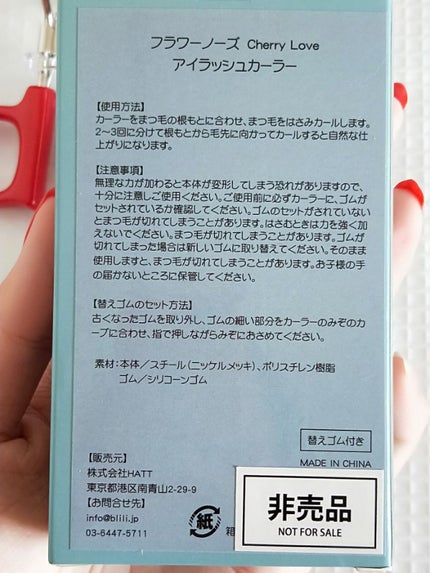 フラワーノーズ Cherry Love
アイラッシュカーラー
【使用方法】
カーラーをまつ毛の根もとに合わせ、まつ毛をはさみカールします。
2〜3回に分けて根もとから毛先に向かってカールすると自然な仕
上がりになります。
【注意事項】
無理な力が加わると本体が変形してしまう恐れがありますので、
十分に注意しご使用ください。ご使用前に必ずカーラーに、ゴムが
セットされているか確認してください。ゴムのセットがされていない
とまつ毛が切れてしまうことがあります。はさむときは力を強く加
えないでください。まつ毛が切れてしまうことがあります。ゴムが
切れてしまった場合は新しいゴムに取り替えてください。そのまま
使用しますと、まつ毛が切れてしまうことがあります。お子様の手
の届かないところに保管してください。
【替えゴムのセット方法】
古くなったゴムを取り外し、ゴムの細い部分をカーラーのみぞのカ
ーブに合わせ、指で押しながらみぞにおさめてください。
素材：本体／スチール（ニッケルメッキ）、ポリスチレン樹脂
ゴム／シリコーンゴム
替えゴム付き
MADE IN CHINA
【販売元】
株式会社HATT
東京都港区南青山2-29-9
【お問合せ先】
info@blili.jp
03-6447-5711
紙
箱
非売品
NOT FOR SALE